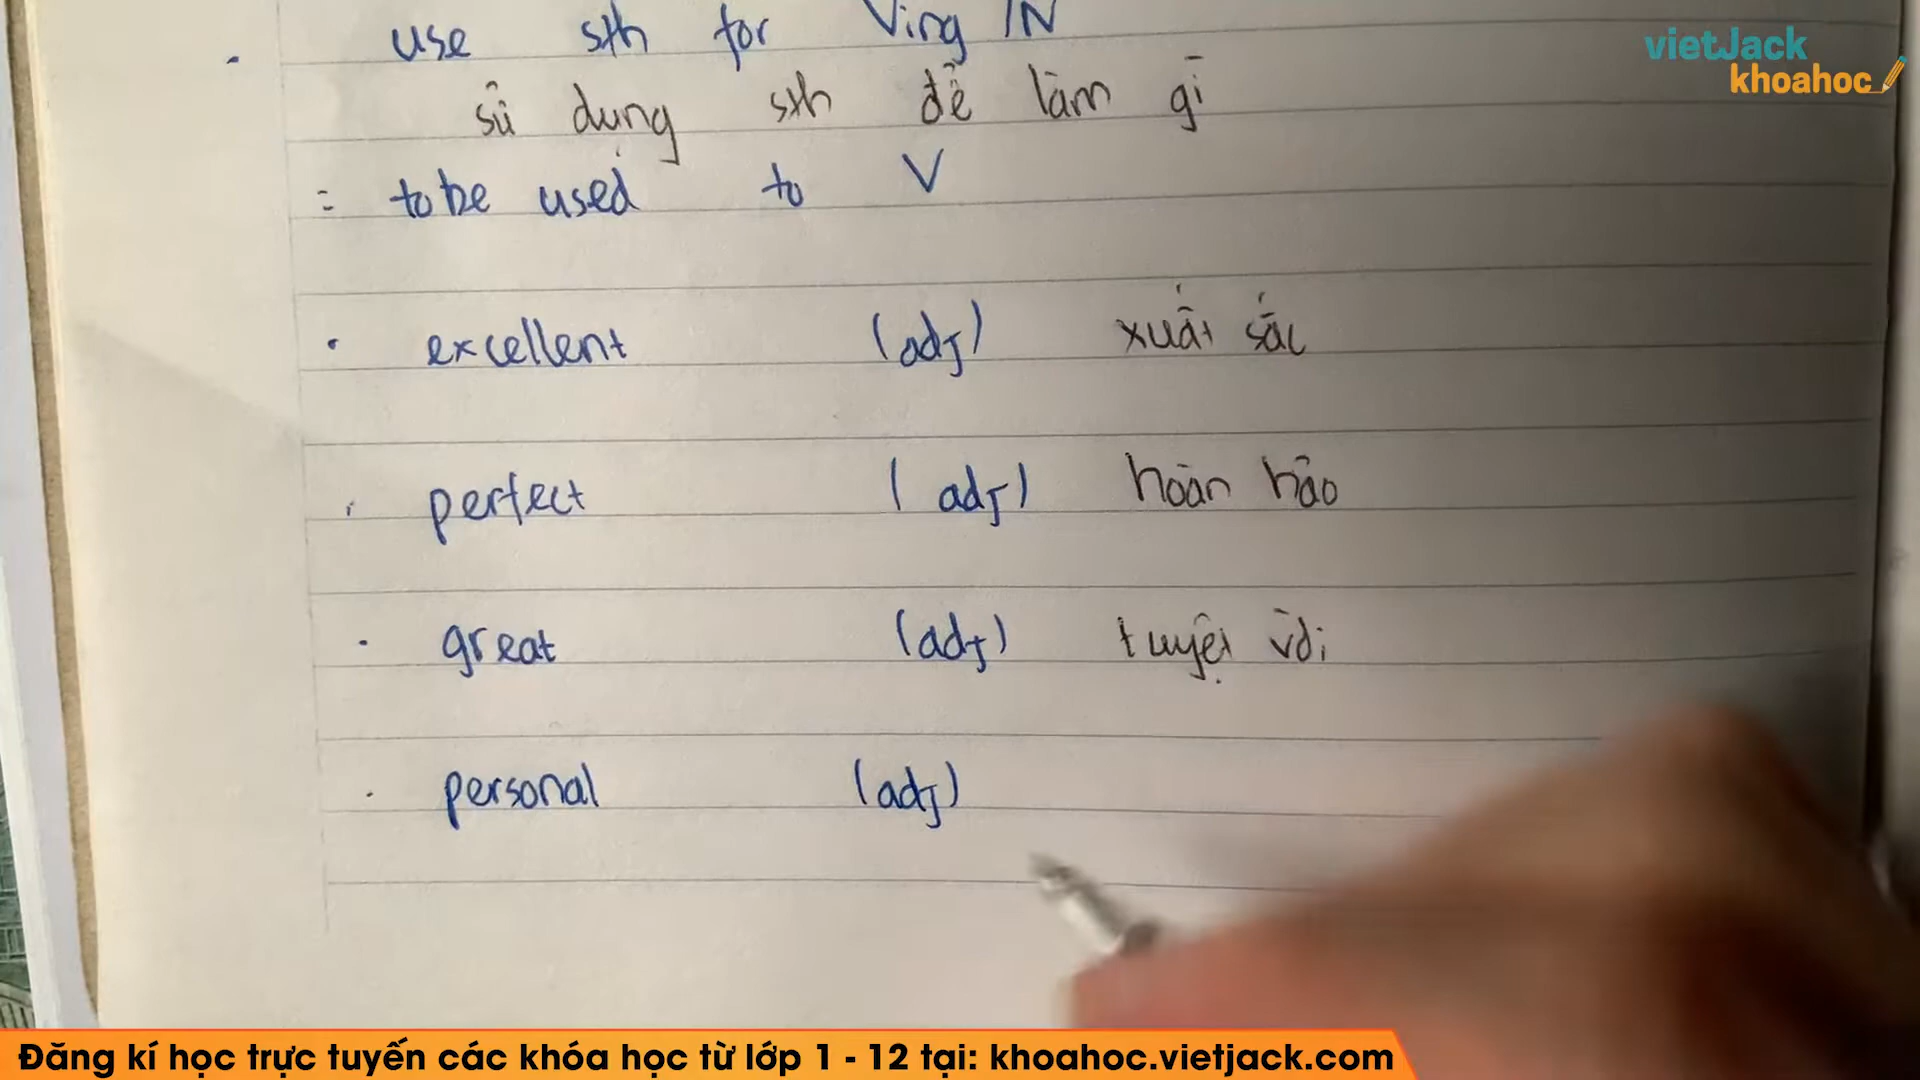 use sth for Ving / N
sử dụng sth để làm gì
= to be used to V
excellent (adj) xuất sắc
perfect (adj) hoàn hảo
great (adj) tuyệt vời
personal (adj)
vietJack
khoahoc
Đăng kí học trực tuyến các khóa học từ lớp 1 - 12 tại: khoahoc.vietjack.com